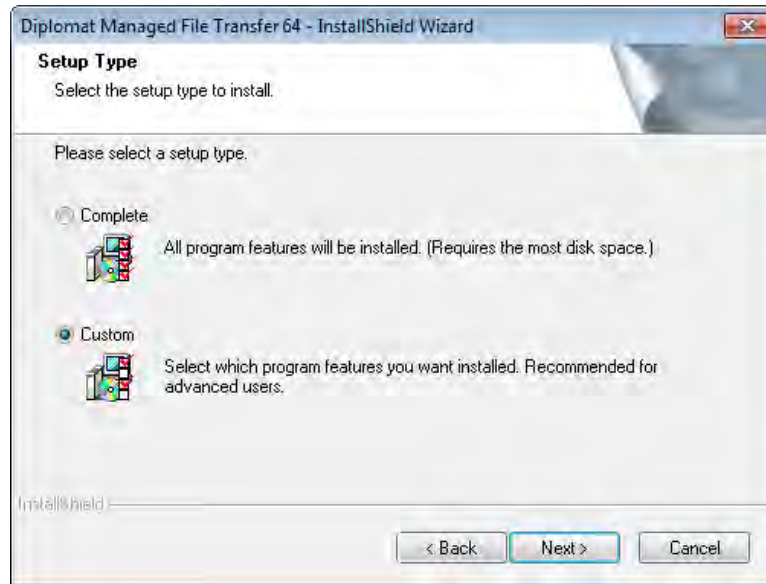 Diplomat Managed File Transfer 64 - InstallShield Wizard
Setup Type
Select the setup type to install.
Please select a setup type.
Complete
All program features will be installed. (Requires the most disk space.)
Custom
Select which program features you want installed. Recommended for
advanced users.
InstallShield
< Back
Next >
Cancel